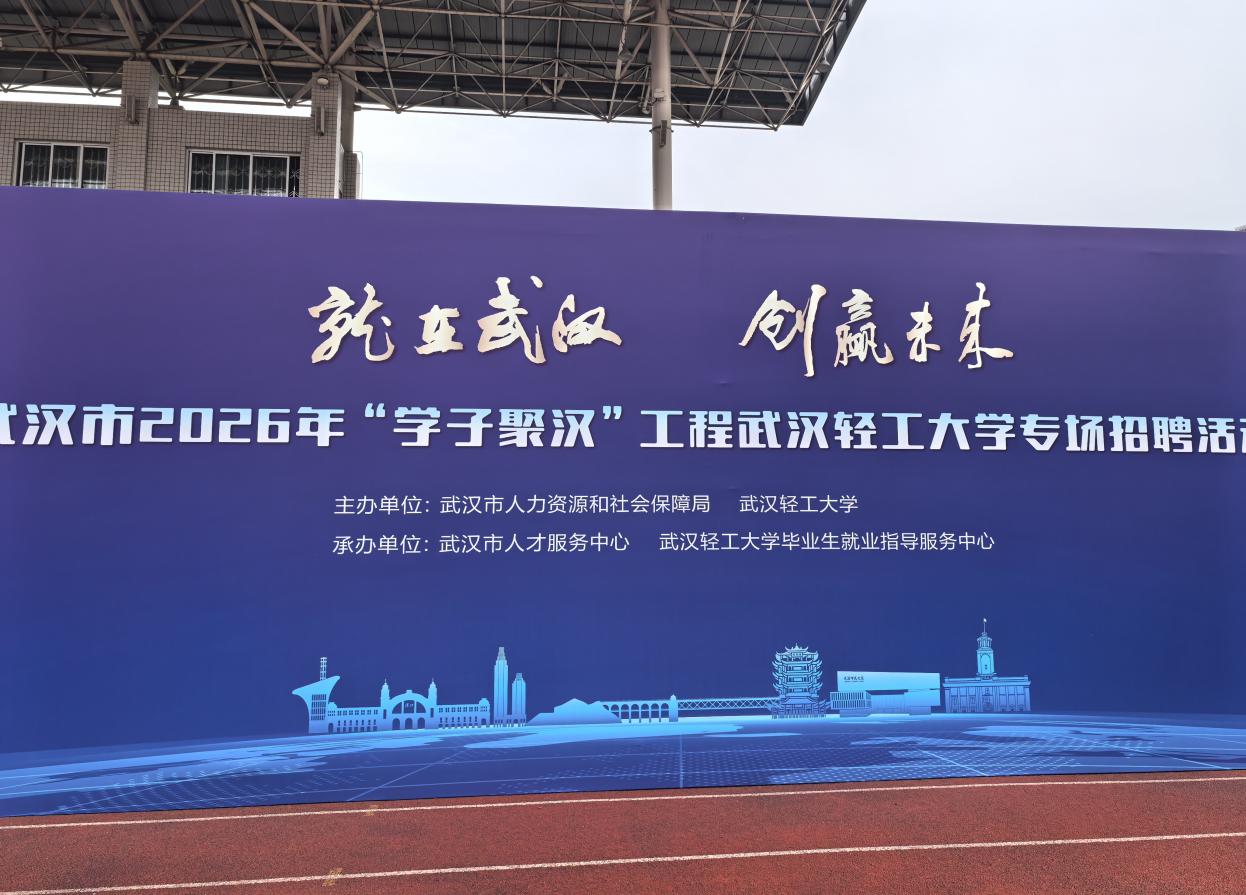 就在武汉 创赢未来
武汉市2026年“学子聚汉”工程武汉轻工大学专场招聘活动
主办单位：武汉市人力资源和社会保障局 武汉轻工大学
承办单位：武汉市人才服务中心 武汉轻工大学毕业生就业指导服务中心